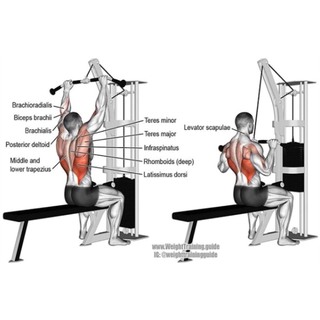 Brachioradialis
Biceps brachii
Brachialis
Posterior deltoid
Middle and
lower trapezius
Teres minor
Teres major
Infraspinatus
Rhomboids (deep)
Latissimus dorsi
Levator scapulae
www.WeightTraining.guide
IG: @weighttrainingguide